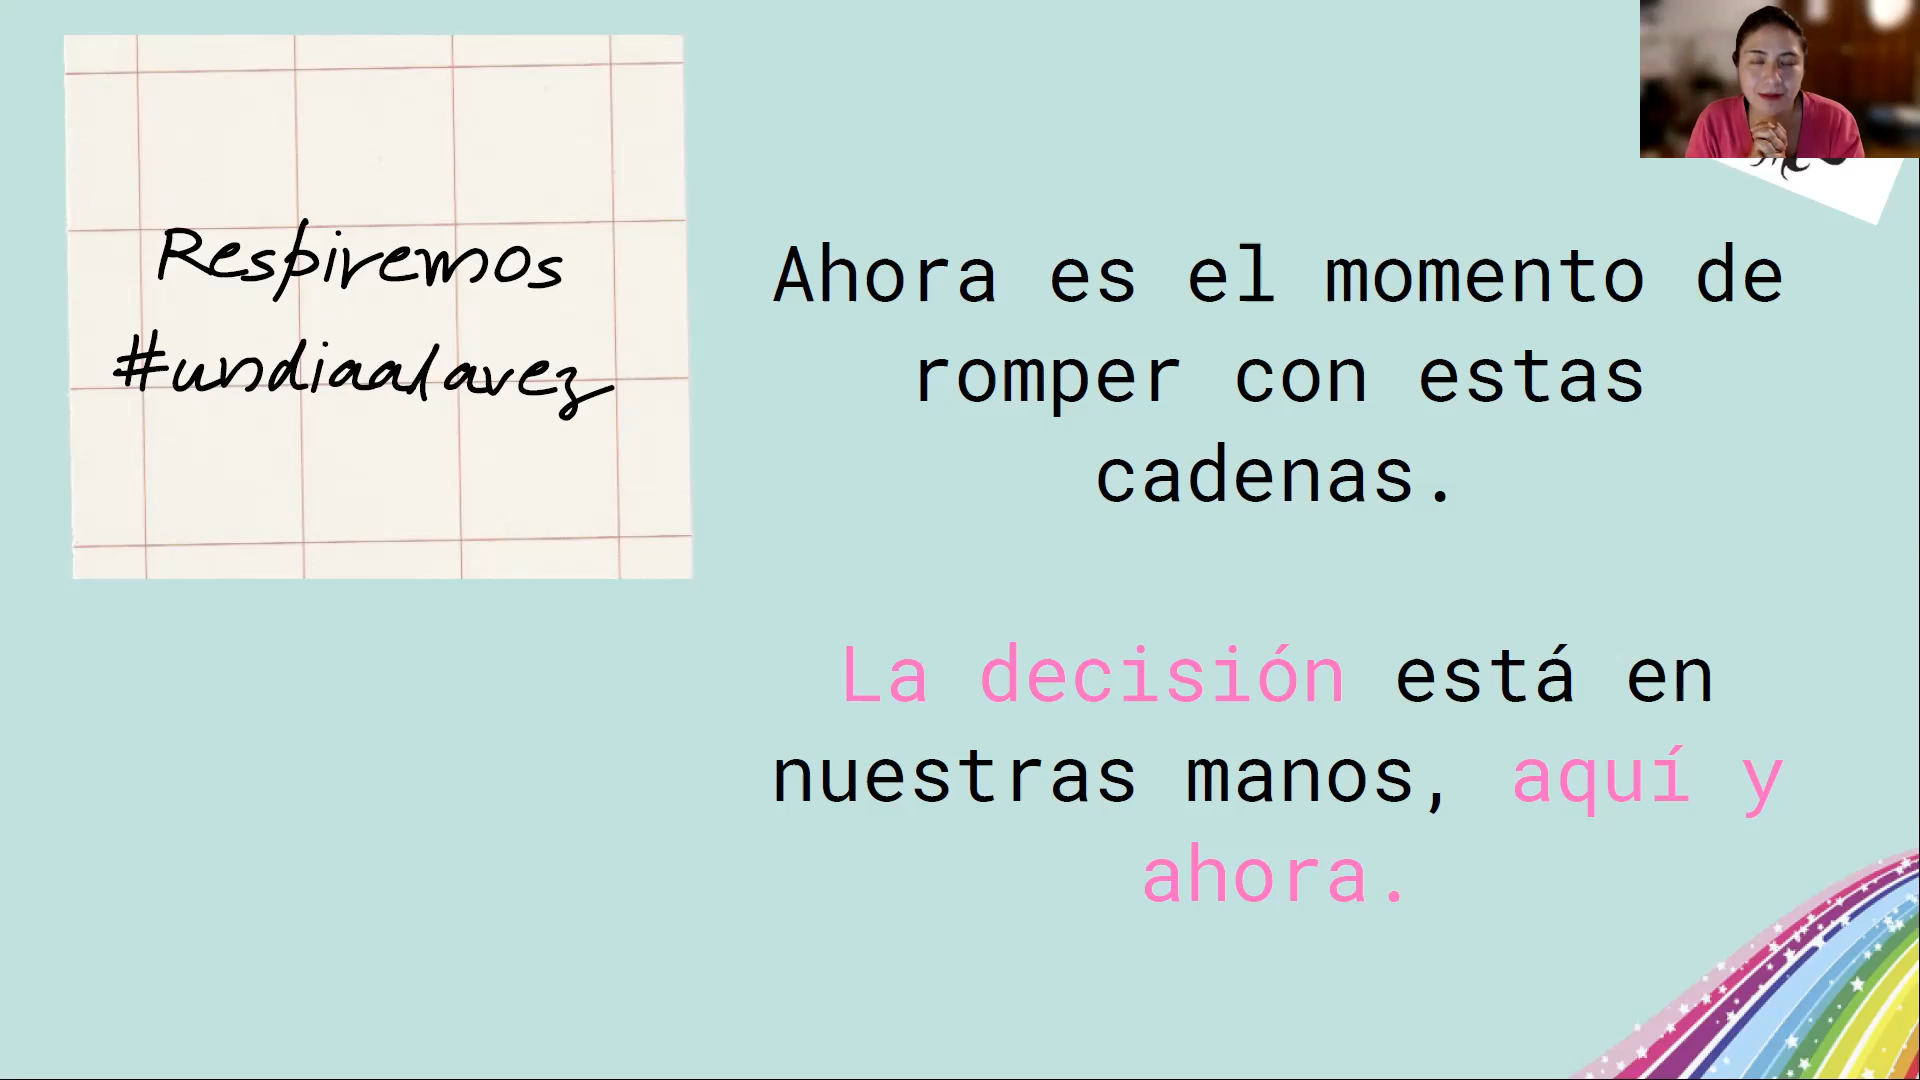 Respiremos
#undiaalavez
Ahora es el momento de
romper con estas
cadenas.
La decisión está en
nuestras manos, aquí y
ahora.